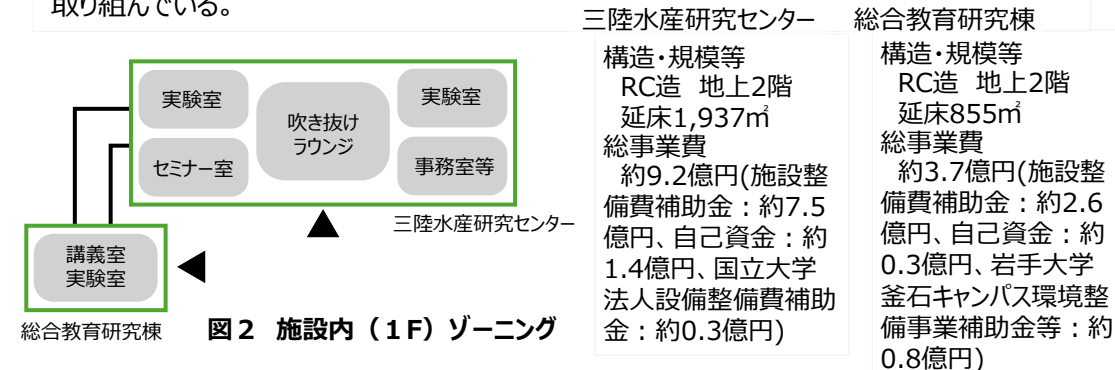 取り組んでいる。
実験室
吹き抜け
ラウンジ
実験室
セミナー室
事務室等
三陸水産研究センター
講義室
実験室
総合教育研究棟
図2 施設内（1F）ゾーニング
三陸水産研究センター
構造・規模等
RC造 地上2階
延床1,937㎡
総事業費
約9.2億円(施設整
備費補助金：約7.5
億円、自己資金：約
1.4億円、国立大学
法人設備整備費補助
金：約0.3億円)
総合教育研究棟
構造・規模等
RC造 地上2階
延床855㎡
総事業費
約3.7億円(施設整
備費補助金：約2.6
億円、自己資金：約
0.3億円、岩手大学
釜石キャンパス環境整
備事業補助金等：約
0.8億円)